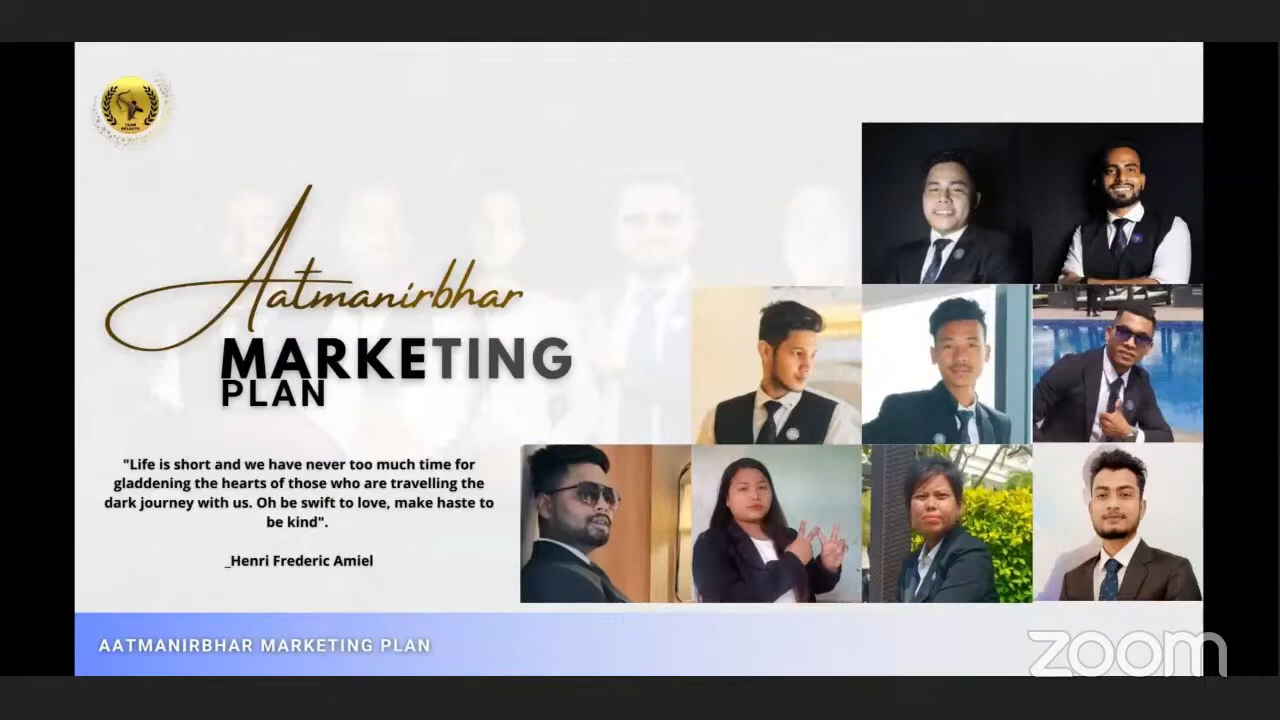 Aatmanirbhar
MARKETING
PLAN
"Life is short and we have never too much time for
gladdening the hearts of those who are travelling the
dark journey with us. Oh be swift to love, make haste to
be kind".
_Henri Frederic Amiel
AATMANIRBHAR MARKETING PLAN
zoom